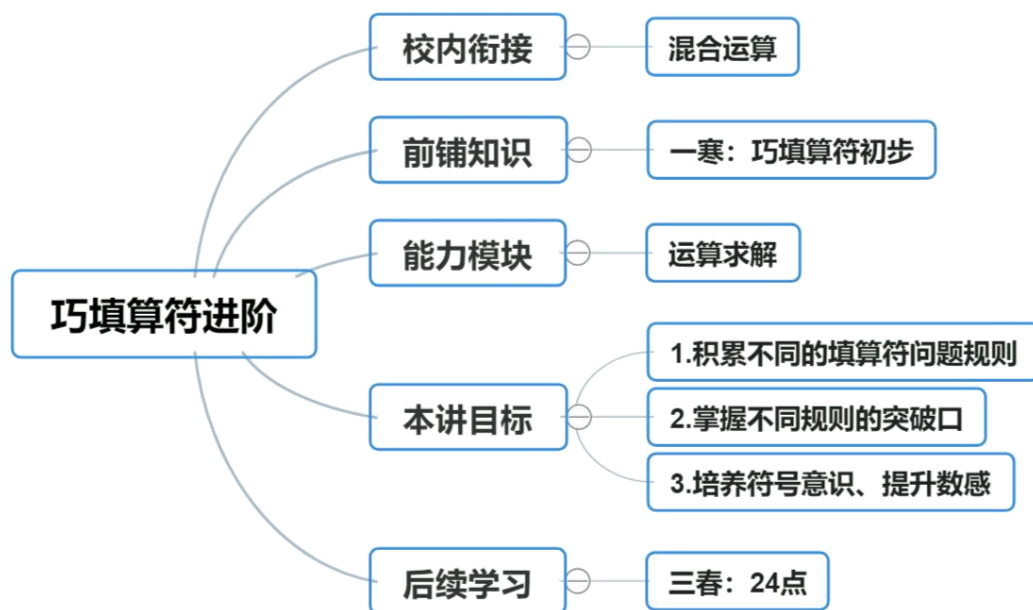 校内衔接
混合运算
前铺知识
一寒：巧填算符初步
能力模块
运算求解
巧填算符进阶
本讲目标
1.积累不同的填算符问题规则
2.掌握不同规则的突破口
3.培养符号意识、提升数感
后续学习
三春：24点